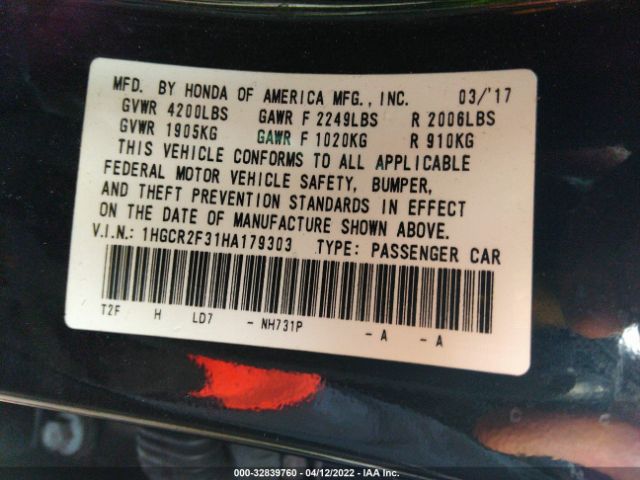 MFD. BY HONDA OF AMERICA MFG., INC. 03/'17
GVWR 4200LBS GAWR F 2249LBS R 2006LBS
GVWR 1905KG GAWR F 1020KG R 910KG
THIS VEHICLE CONFORMS TO ALL APPLICABLE
FEDERAL MOTOR VEHICLE SAFETY, BUMPER,
AND THEFT PREVENTION STANDARDS IN EFFECT
ON THE DATE OF MANUFACTURE SHOWN ABOVE.
V.I.N.: 1HGCR2F31HA179303 TYPE: PASSENGER CAR
T2F H LD7 - NH731P - A - A
000-32839760 - 04/12/2022 - IAA Inc.